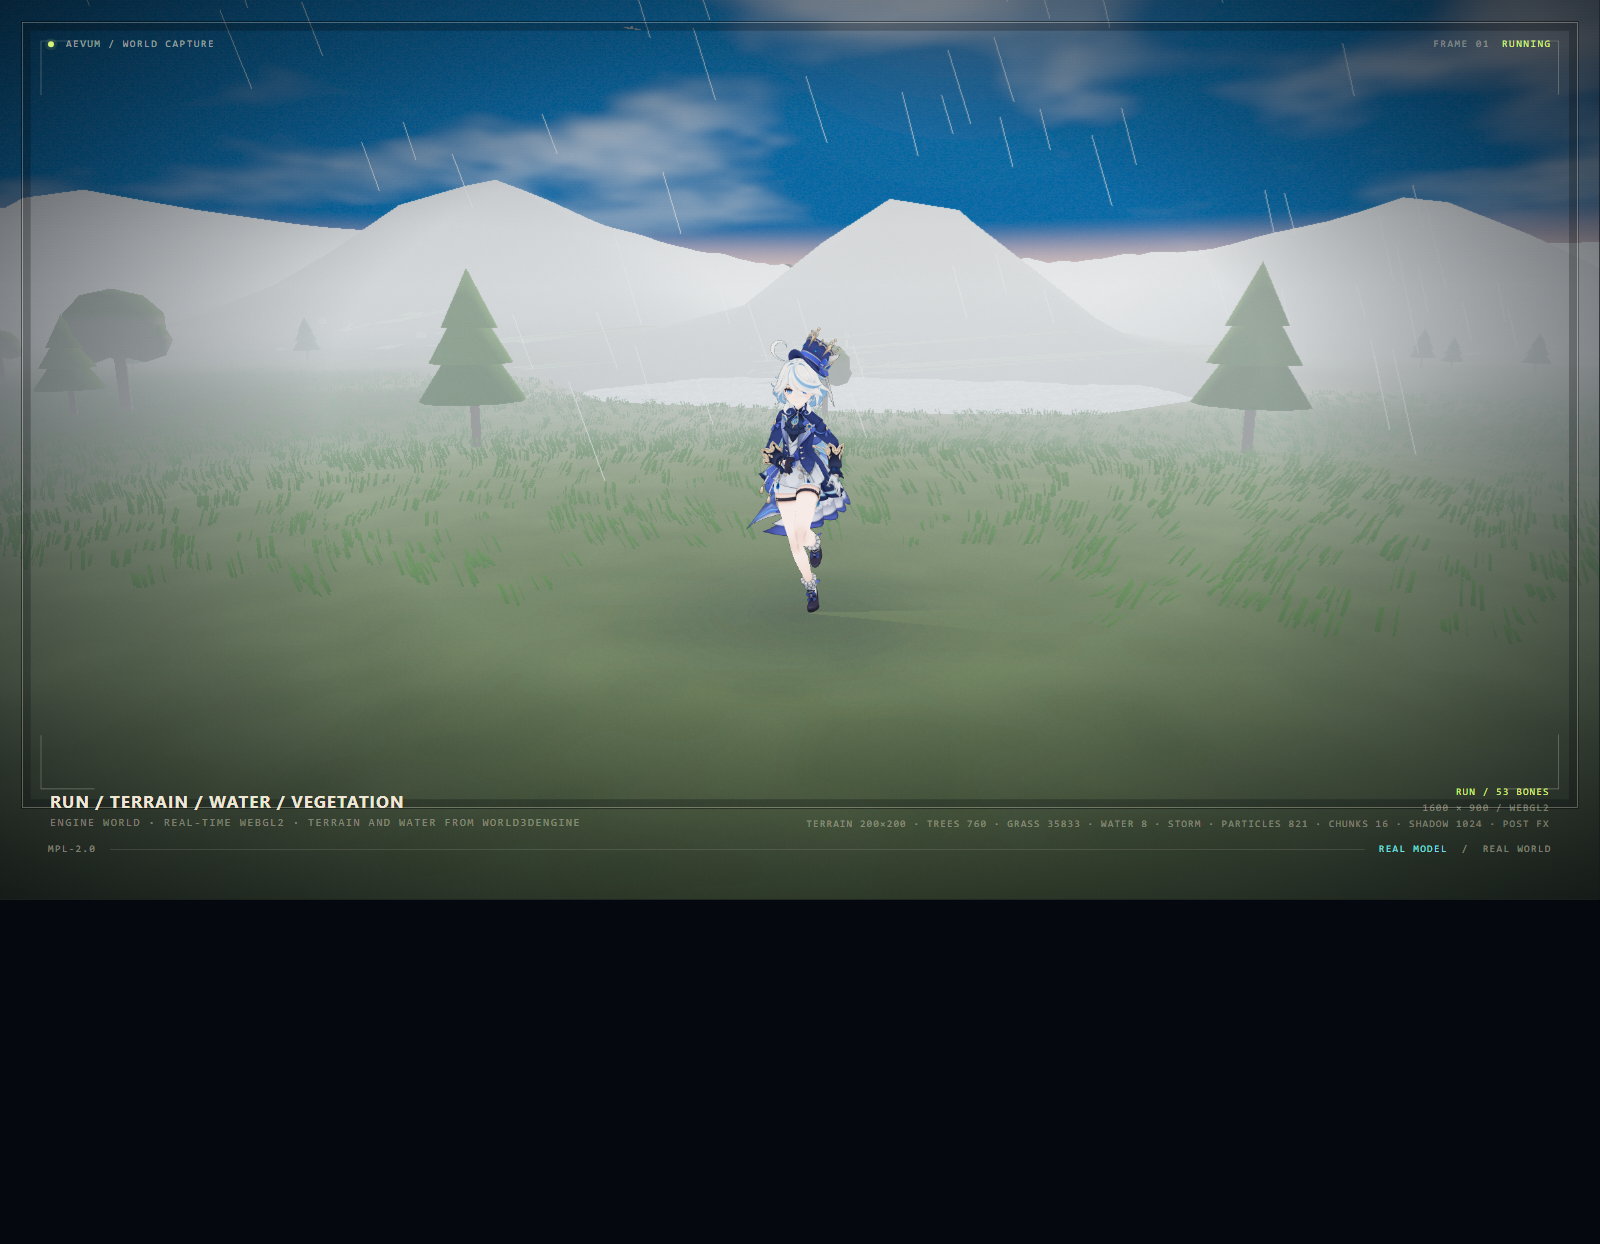 AEVUM / WORLD CAPTURE
FRAME 01 RUNNING
RUN / TERRAIN / WATER / VEGETATION
ENGINE WORLD · REAL-TIME WEBGL2 · TERRAIN AND WATER FROM WORLD3DENGINE
RUN / 53 BONES
1600 × 900 / WEBGL2
TERRAIN 200×200 · TREES 760 · GRASS 35833 · WATER 8 · STORM · PARTICLES 821 · CHUNKS 16 · SHADOW 1024 · POST FX
MPL-2.0
REAL MODEL / REAL WORLD